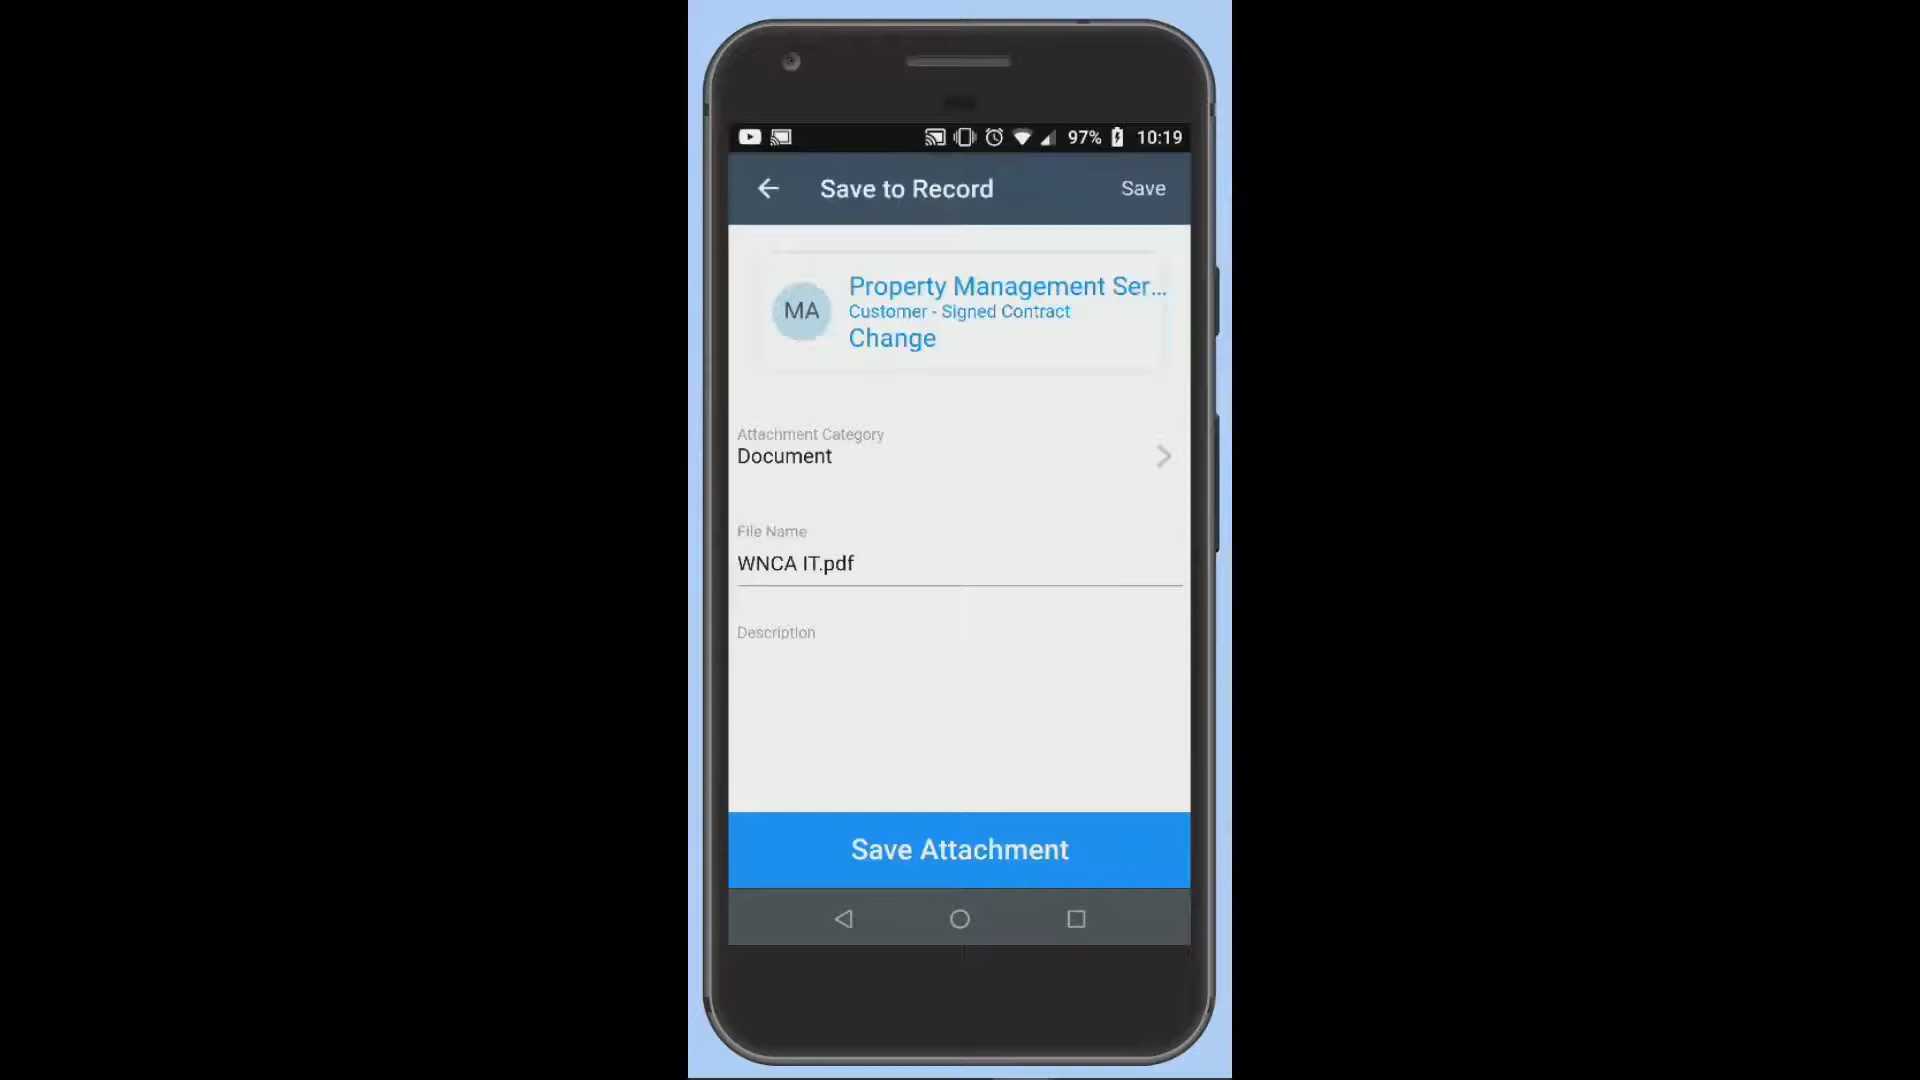 97% 10:19
Save to Record Save
MA
Property Management Ser...
Customer - Signed Contract
Change
Attachment Category
Document
File Name
WNCA IT.pdf
Description
Save Attachment